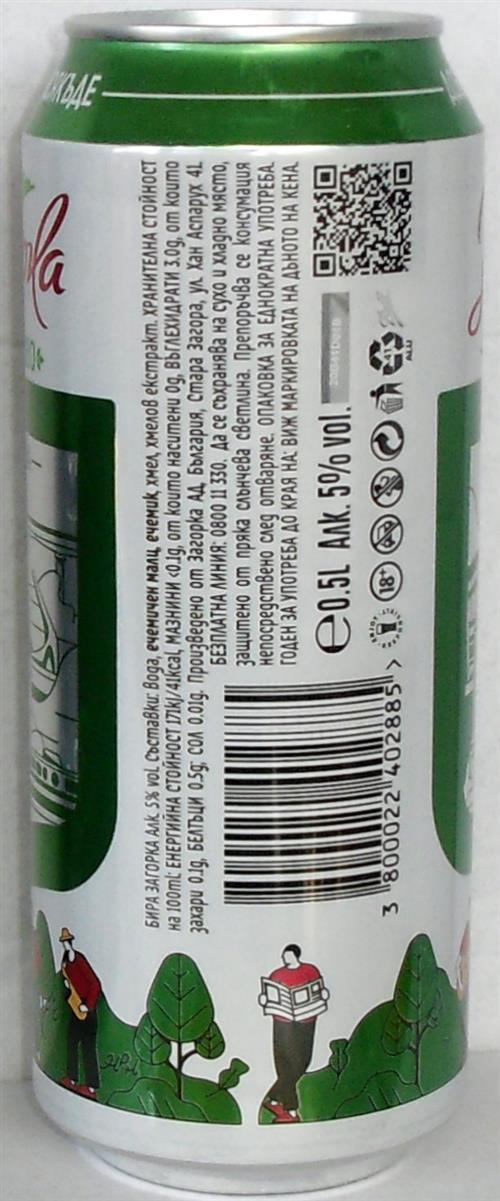 ЯКЪДЕ
ola
БИРА ЗАГОРКА Алк. 5% vol. Съставки: вода, ечемичен малц, ечемик, хмел, хмелов екстракт. ХРАНИТЕЛНА СТОЙНОСТ
на 100ml: ЕНЕРГИЙНА СТОЙНОСТ 171kJ/41kcal, МАЗНИНИ <0.1g, от които наситени 0g, ВЪГЛЕХИДРАТИ 3.0g, от които
захари 0.1g, БЕЛТЪЦИ 0.5g, СОЛ 0.01g. Произведено от Загорка АД, България, Стара Загора, ул. Хан Аспарух 41.
БЕЗПЛАТНА ЛИНИЯ: 0800 11 330. Да се съхранява на сухо и хладно място,
защитено от пряка слънчева светлина. Препоръчва се консумация
непосредствено след отваряне. ОПАКОВКА ЗА ЕДНОКРАТНА УПОТРЕБА.
ГОДЕН ЗА УПОТРЕБА ДО КРАЯ НА: ВИЖ МАРКИРОВКАТА НА ДЪНОТО НА КЕНА.
e0.5L Алк. 5% vol.
18+
41
ALU
3 800022 402885 >